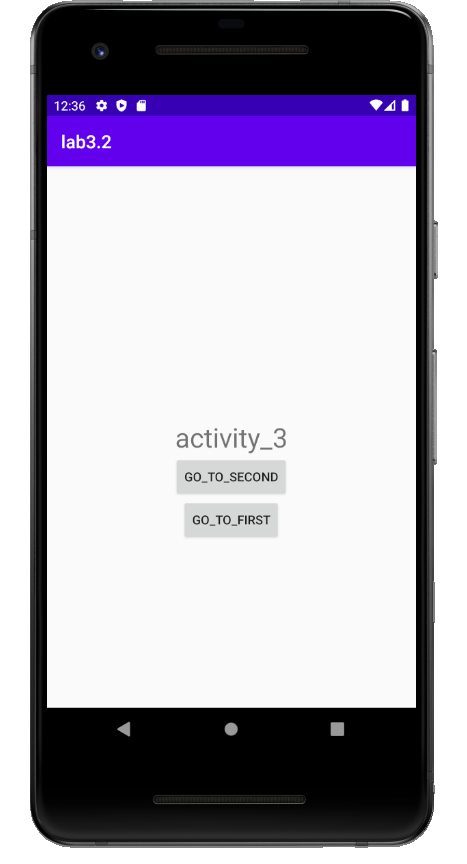 12:36
lab3.2
activity_3
GO_TO_SECOND
GO_TO_FIRST